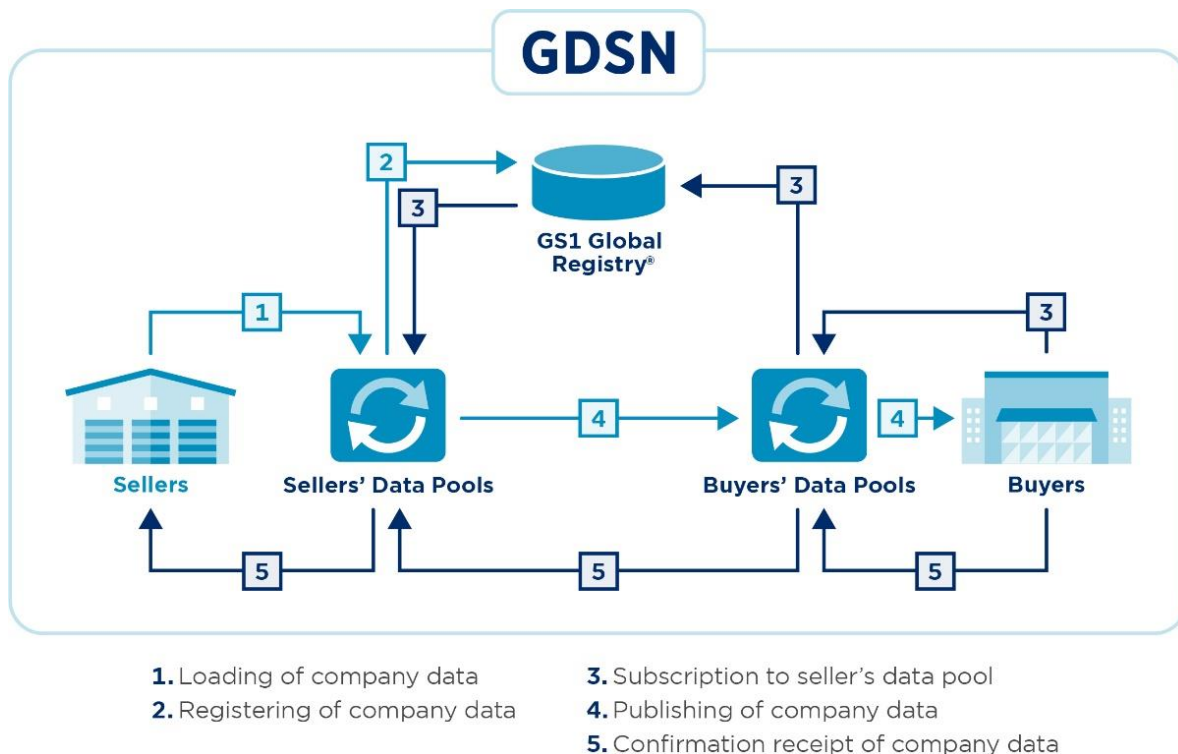 GDSN
2
3
3
GS1 Global
Registry®
1
3
4
4
Sellers
Sellers’ Data Pools
Buyers’ Data Pools
Buyers
5
5
5
1. Loading of company data
2. Registering of company data
3. Subscription to seller’s data pool
4. Publishing of company data
5. Confirmation receipt of company data